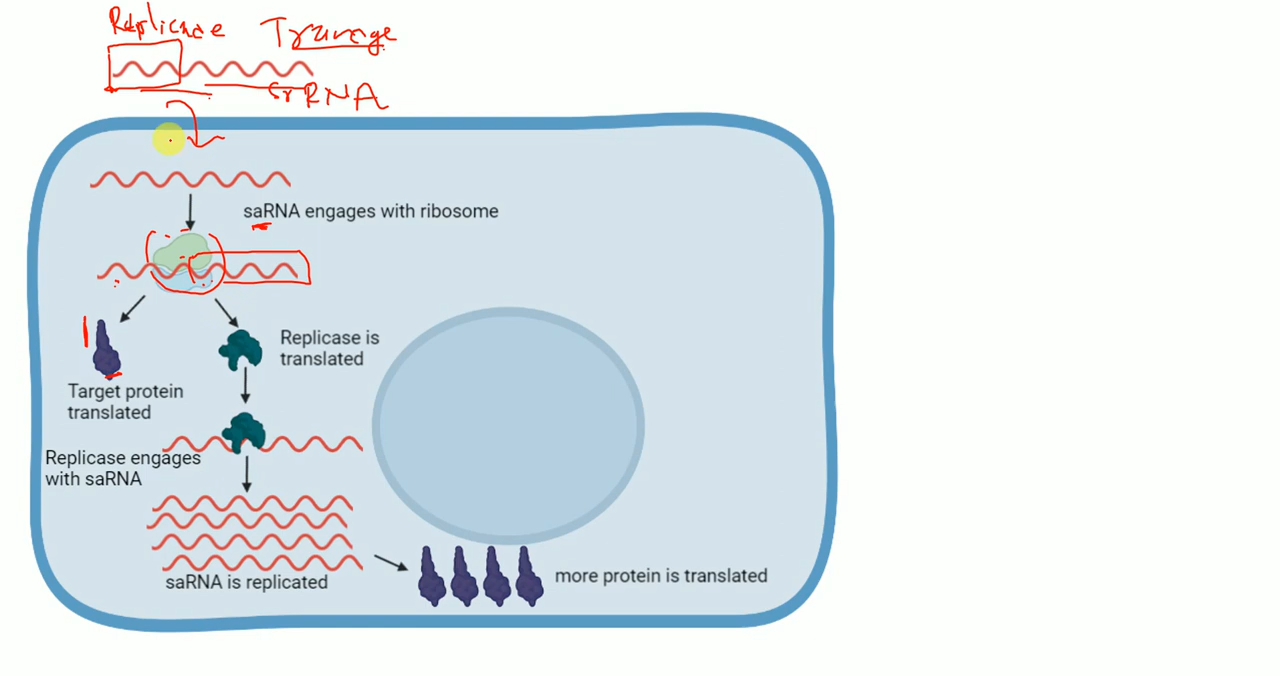 Replicase
saRNA
saRNA engages with ribosome
Replicase is
translated
Target protein
translated
Replicase engages
with saRNA
saRNA is replicated
more protein is translated